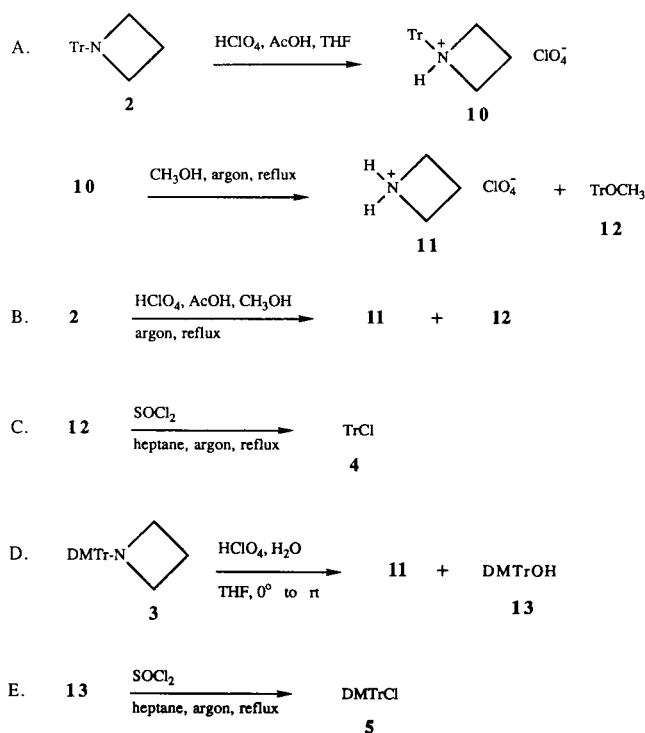 A. Tr-N HClO4, AcOH, THF Tr N+ H ClO4−
2 10
10 CH3OH, argon, reflux H N+ H ClO4− + TrOCH3
11 12
B. 2 HClO4, AcOH, CH3OH 11 + 12
argon, reflux
C. 12 SOCl2 TrCl
heptane, argon, reflux 4
D. DMTr-N HClO4, H2O 11 + DMTrOH
THF, 0° to rt 13
3
E. 13 SOCl2 DMTrCl
heptane, argon, reflux 5